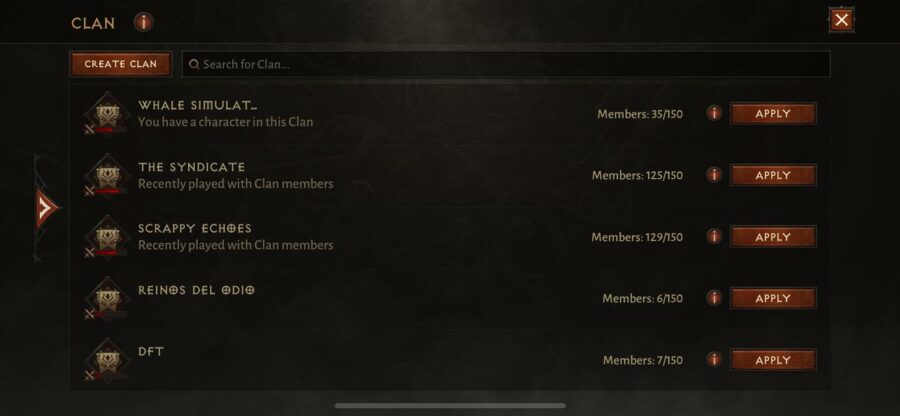 CLAN i
CREATE CLAN Search for Clan...
WHALE SIMULAT...
You have a character in this Clan
Members: 35/150 i APPLY
THE SYNDICATE
Recently played with Clan members
Members: 125/150 i APPLY
SCRAPPY ECHOES
Recently played with Clan members
Members: 129/150 i APPLY
REINOS DEL ODIO
Members: 6/150 i APPLY
DFT
Members: 7/150 i APPLY